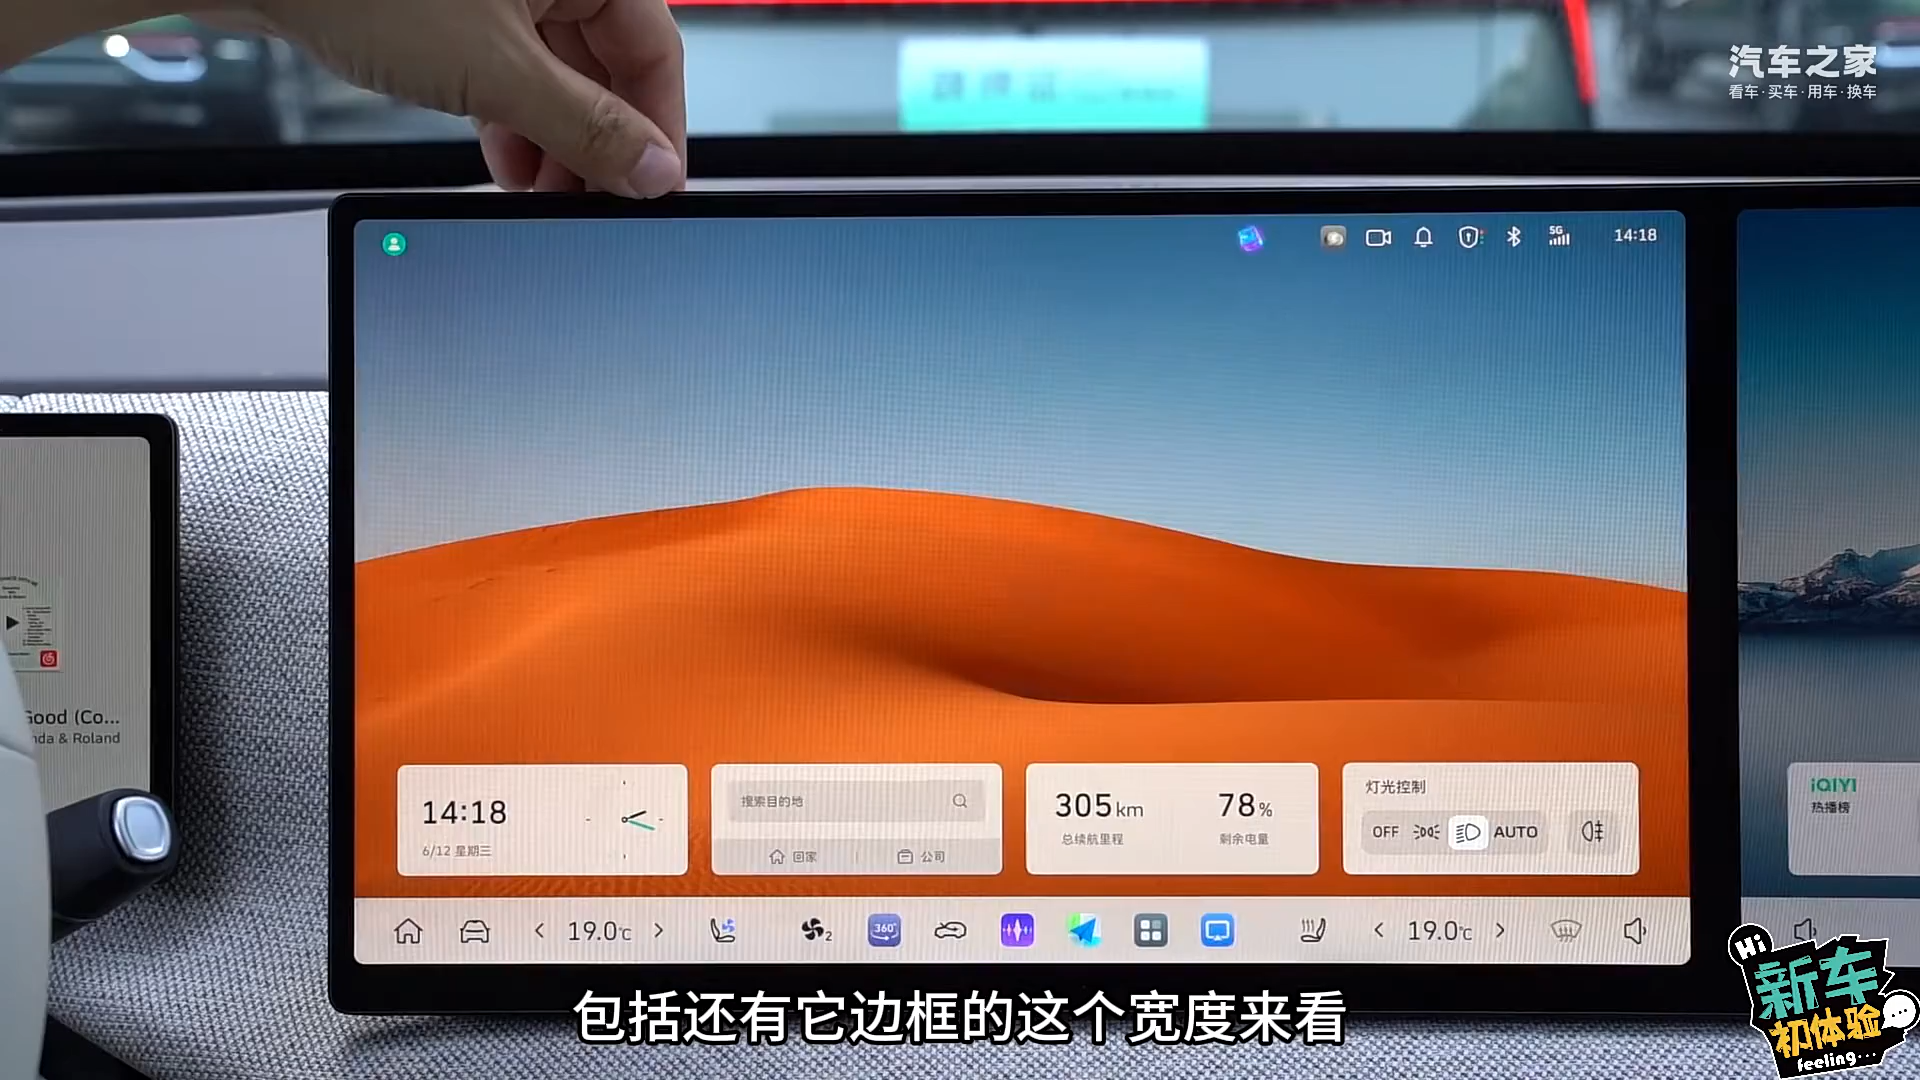 汽车之家
看车·买车·用车·换车
5G
14:18
Good (Co...
nda & Roland
14:18
6/12 星期三
搜索目的地
回家
公司
305km
总续航里程
78%
剩余电量
灯光控制
OFF
AUTO
iQIYI
热播榜
19.0℃
2
360°
19.0℃
包括还有它边框的这个宽度来看
Hi
新车
初体验
feeling...